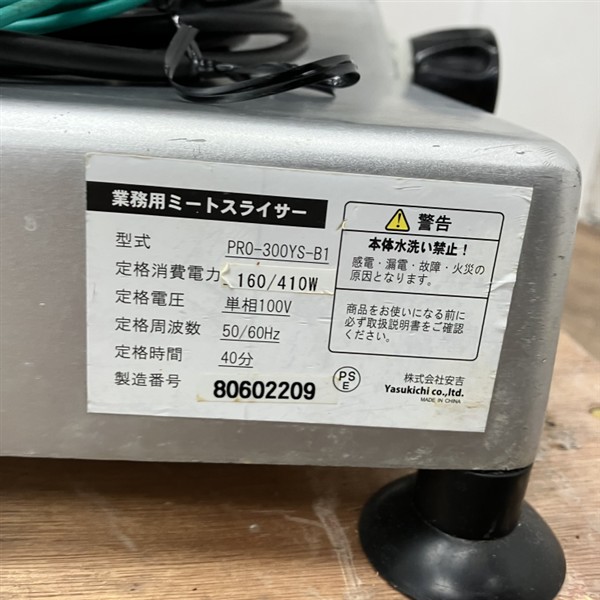 業務用ミートスライサー
型式 PRO-300YS-B1
定格消費電力 160/410W
定格電圧 単相100V
定格周波数 50/60Hz
定格時間 40分
製造番号 80602209
PS
E
警告
本体水洗い禁止!
感電・漏電・故障・火災の
原因となります。
商品をお使いになる前に
必ず取扱説明書をご確認
ください。
株式会社安吉
Yasukichi co.,ltd.
MADE IN CHINA